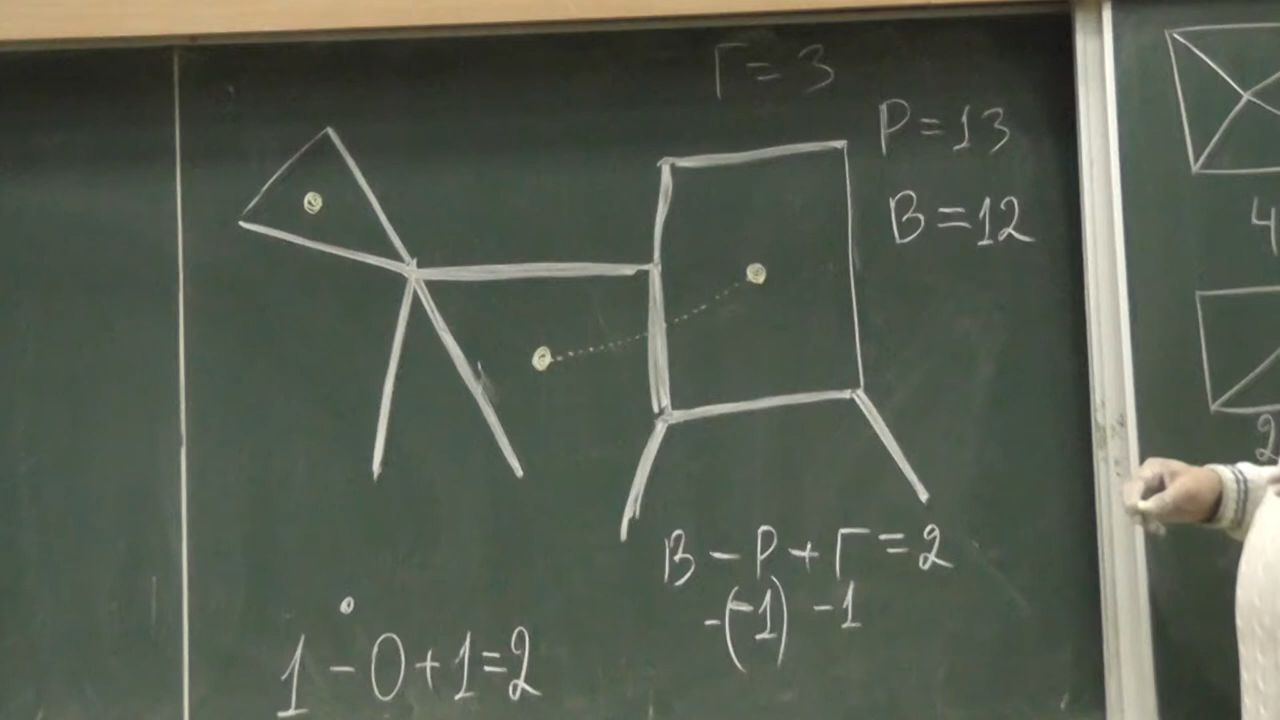 Г = 3
Р = 13
В = 12
В – Р + Г = 2
-(-1) -1
1 – 0 + 1 = 2
4
2